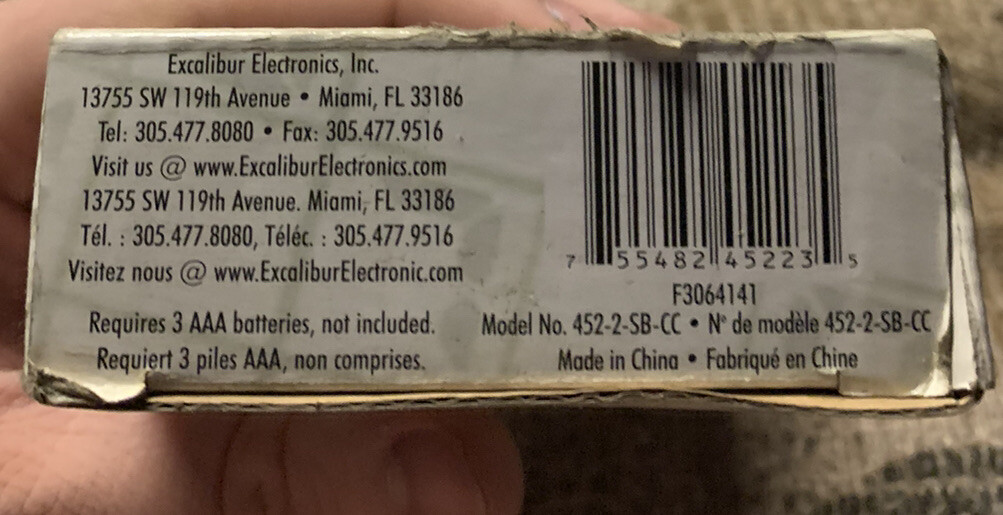 Excalibur Electronics, Inc.
13755 SW 119th Avenue • Miami, FL 33186
Tel: 305.477.8080 • Fax: 305.477.9516
Visit us @ www.ExcaliburElectronics.com
13755 SW 119th Avenue. Miami, FL 33186
Tél. : 305.477.8080, Téléc. : 305.477.9516
Visitez nous @ www.ExcaliburElectronic.com
Requires 3 AAA batteries, not included.
Requiert 3 piles AAA, non comprises.
7 55482 45223 5
F3064141
Model No. 452-2-SB-CC • N° de modèle 452-2-SB-CC
Made in China • Fabriqué en Chine